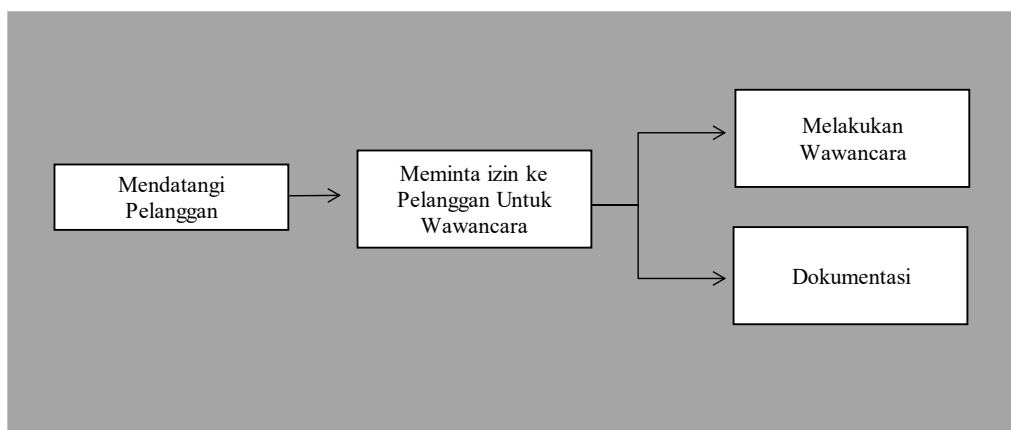 Mendatangi
Pelanggan
Meminta izin ke
Pelanggan Untuk
Wawancara
Melakukan
Wawancara
Dokumentasi